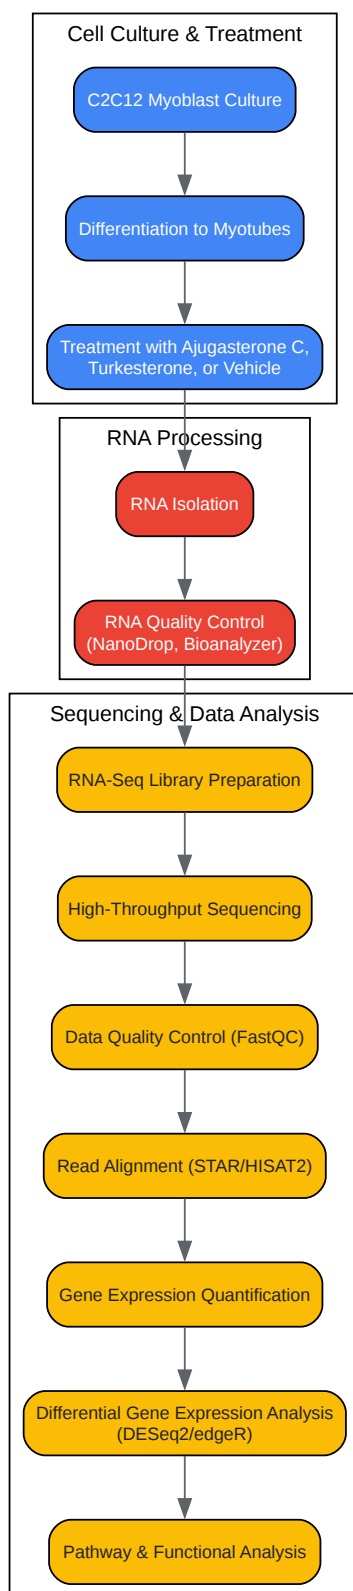 Cell Culture & Treatment
C2C12 Myoblast Culture
Differentiation to Myotubes
Treatment with Ajugasterone C,
Turkesterone, or Vehicle
RNA Processing
RNA Isolation
RNA Quality Control
(NanoDrop, Bioanalyzer)
Sequencing & Data Analysis
RNA-Seq Library Preparation
High-Throughput Sequencing
Data Quality Control (FastQC)
Read Alignment (STAR/HISAT2)
Gene Expression Quantification
Differential Gene Expression Analysis
(DESeq2/edgeR)
Pathway & Functional Analysis